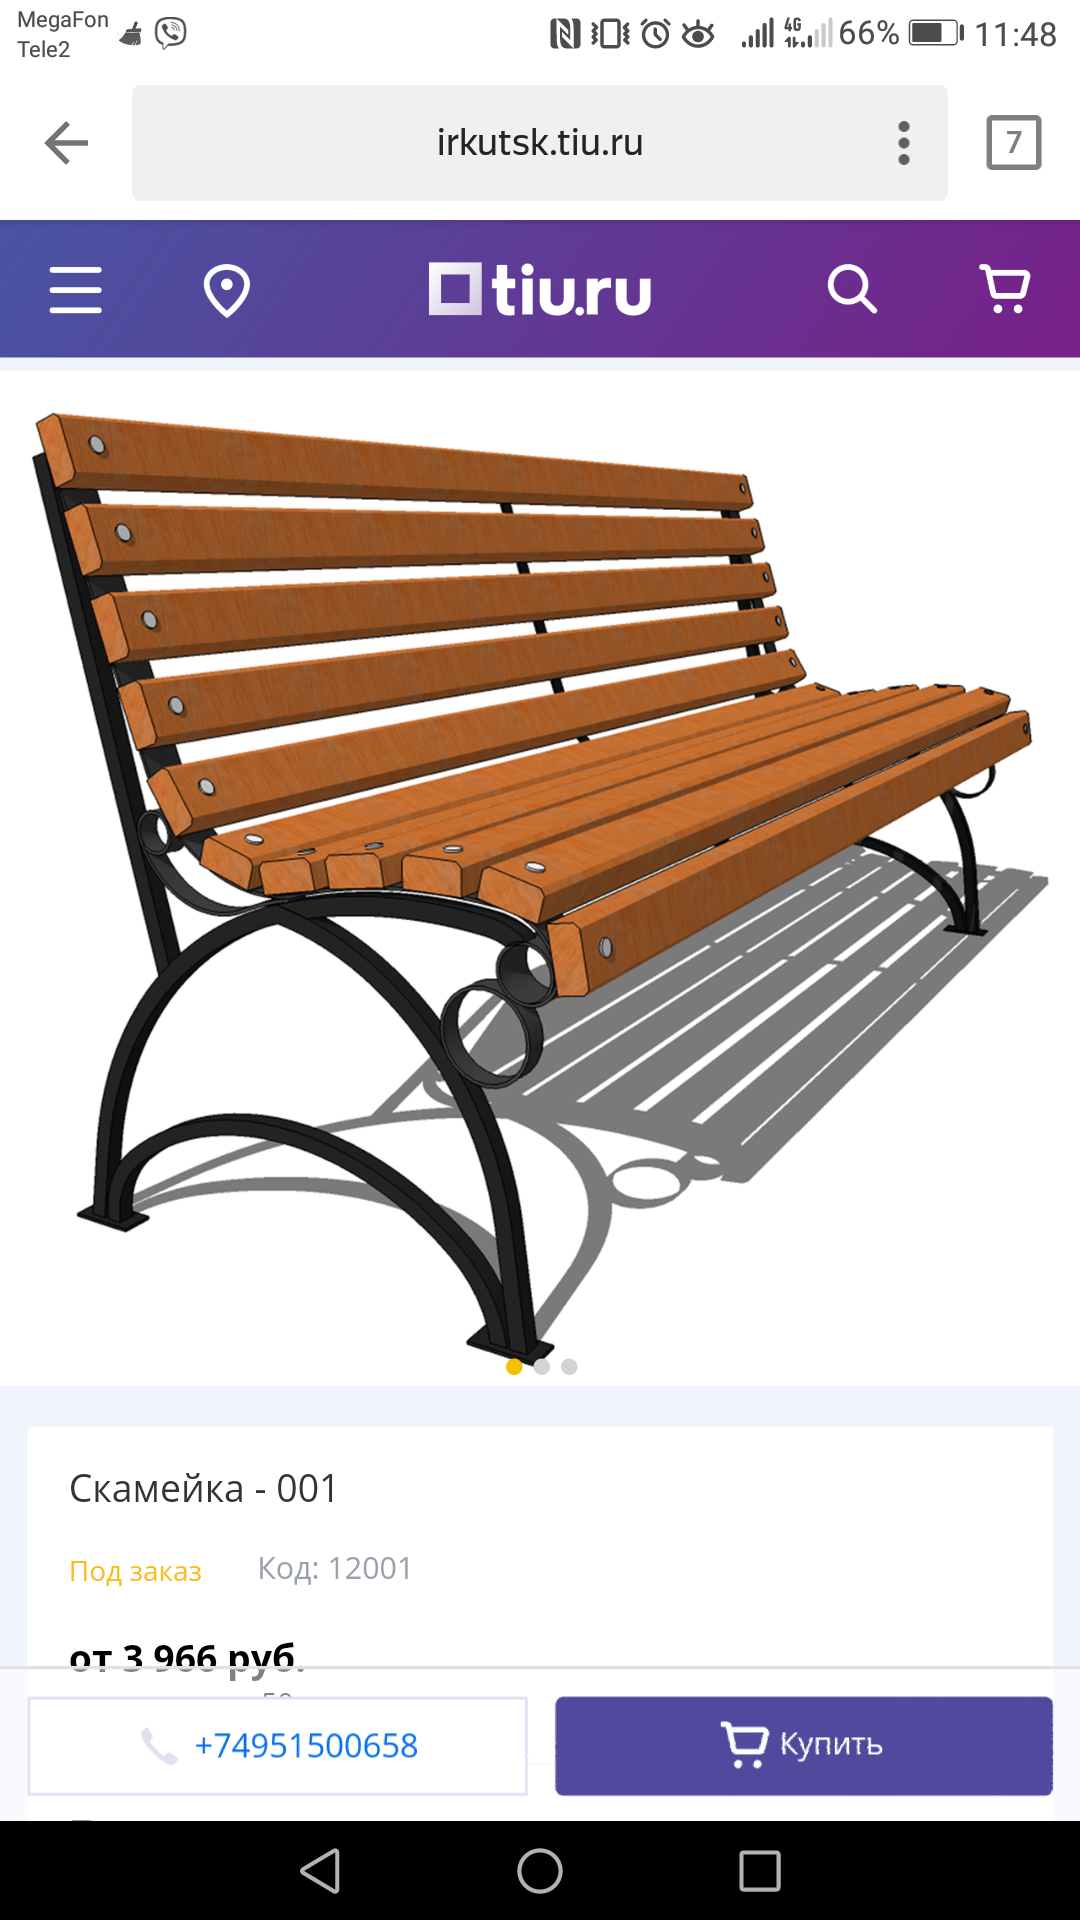 MegaFon
Tele2
4G
66%
11:48
irkutsk.tiu.ru
7
tiu.ru
Скамейка - 001
Под заказ
Код: 12001
от 3 966 руб.
+74951500658
Купить